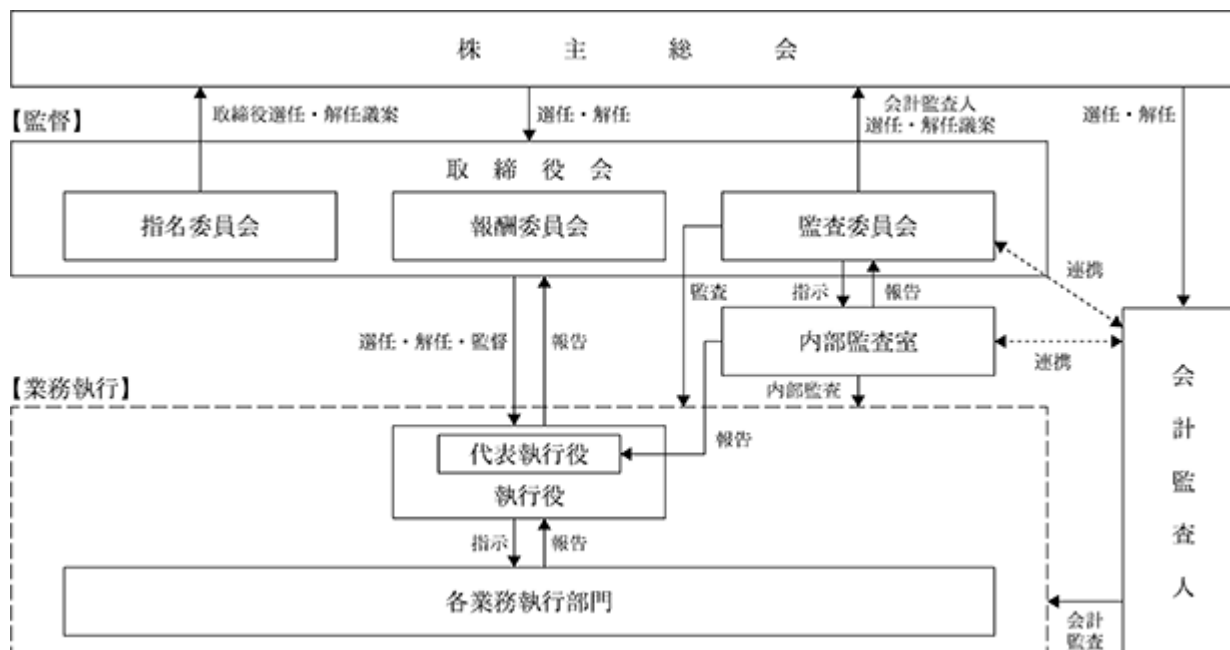 株主総会
取締役選任・解任議案
選任・解任
会計監査人
選任・解任議案
選任・解任
【監督】
取締役会
指名委員会
報酬委員会
監査委員会
連携
監査
指示
報告
選任・解任・監督
報告
内部監査室
連携
【業務執行】
内部監査
報告
代表執行役
執行役
指示
報告
各業務執行部門
会計監査人
会計
監査